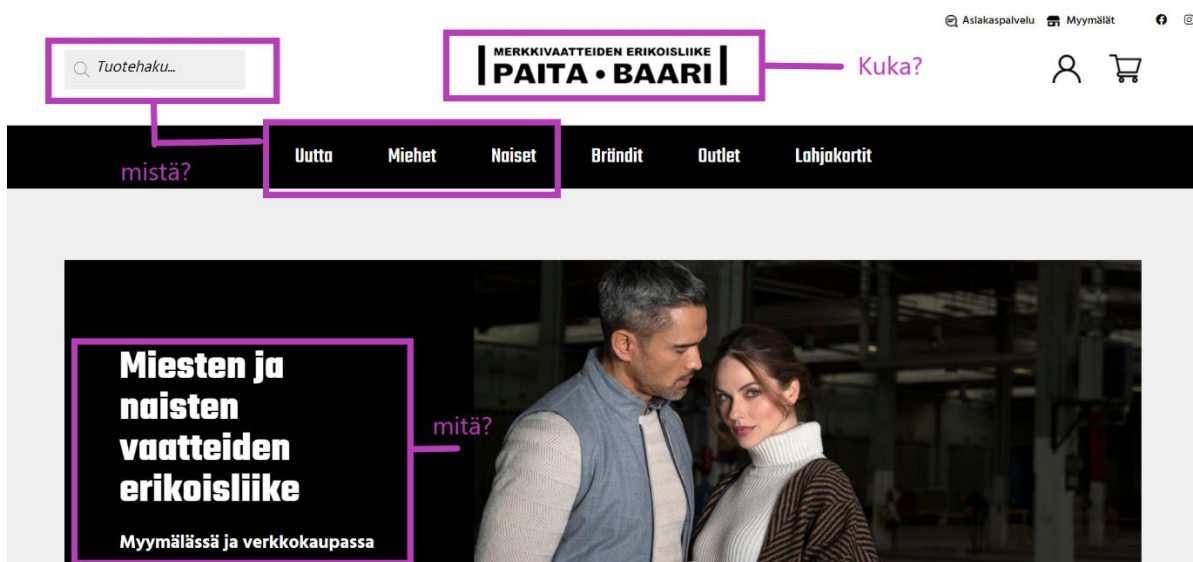 Asiakaspalvelu Myymälät
Tuotehaku...
MERKKIVAATTEIDEN ERIKOISLIIKE
PAITA • BAARI
Kuka?
mistä?
Uutta Miehet Naiset Brändit Outlet Lahjakortit
Miesten ja
naisten
vaatteiden
erikoisliike
mitä?
Myymälässä ja verkkokaupassa